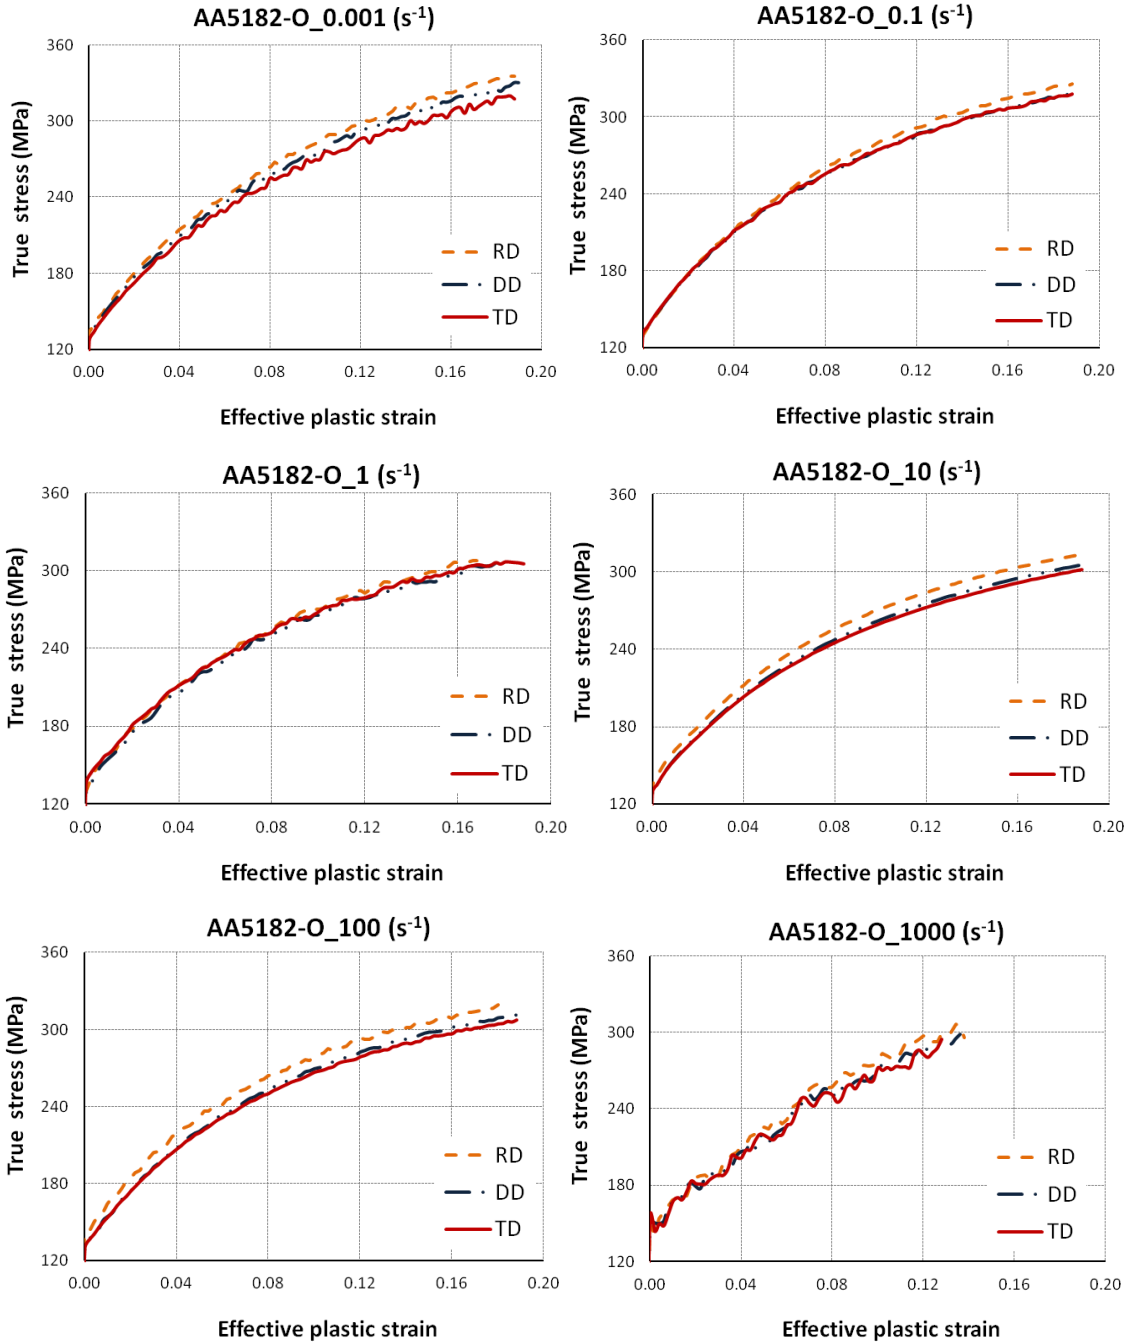 AA5182-O_0.001 (s⁻¹)
360
300
240
180
120
0.00 0.04 0.08 0.12 0.16 0.20
True stress (MPa)
Effective plastic strain
RD
DD
TD
AA5182-O_0.1 (s⁻¹)
360
300
240
180
120
0.00 0.04 0.08 0.12 0.16 0.20
True stress (MPa)
Effective plastic strain
RD
DD
TD
AA5182-O_1 (s⁻¹)
360
300
240
180
120
0.00 0.04 0.08 0.12 0.16 0.20
True stress (MPa)
Effective plastic strain
RD
DD
TD
AA5182-O_10 (s⁻¹)
360
300
240
180
120
0.00 0.04 0.08 0.12 0.16 0.20
True stress (MPa)
Effective plastic strain
RD
DD
TD
AA5182-O_100 (s⁻¹)
360
300
240
180
120
0.00 0.04 0.08 0.12 0.16 0.20
True stress (MPa)
Effective plastic strain
RD
DD
TD
AA5182-O_1000 (s⁻¹)
360
300
240
180
120
0.00 0.04 0.08 0.12 0.16 0.20
True stress (MPa)
Effective plastic strain
RD
DD
TD